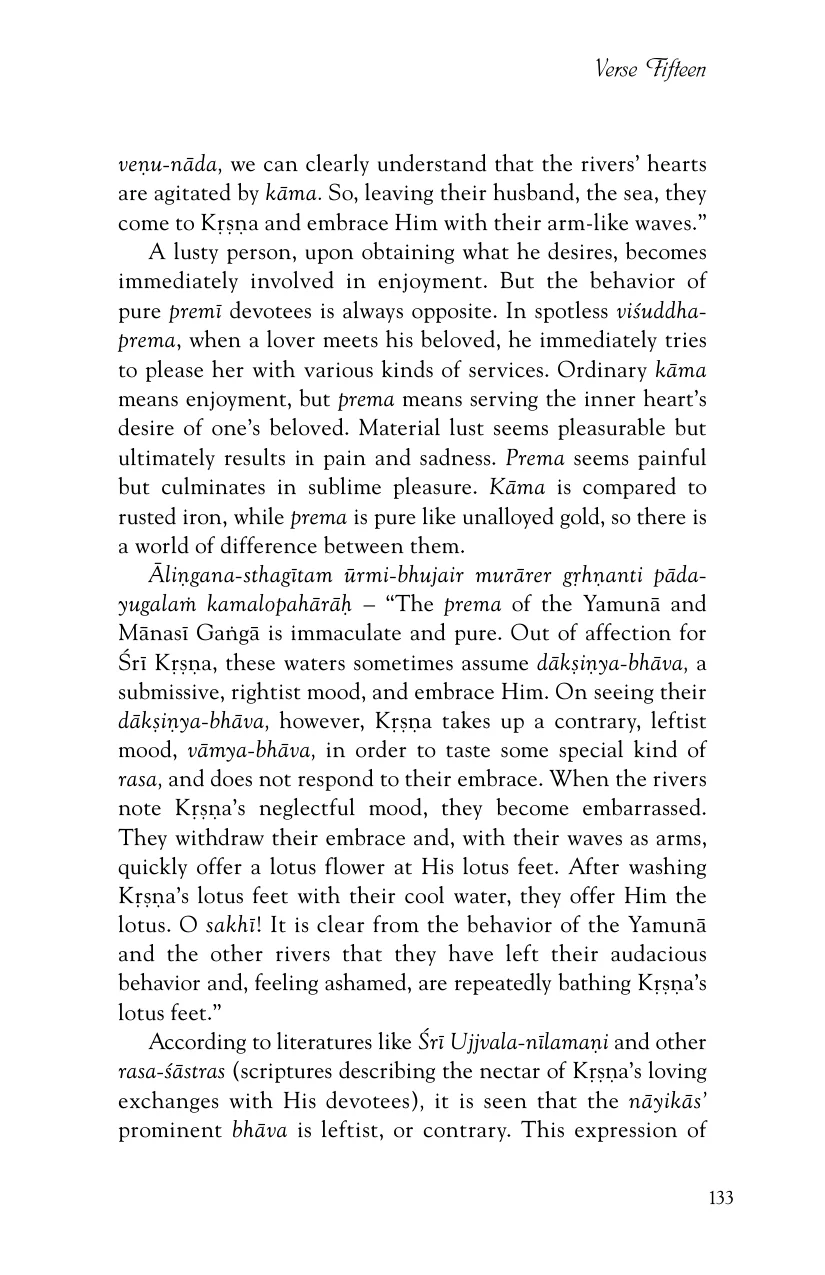 Verse Fifteen
veṇu-nāda, we can clearly understand that the rivers’ hearts
are agitated by kāma. So, leaving their husband, the sea, they
come to Kṛṣṇa and embrace Him with their arm-like waves.”
A lusty person, upon obtaining what he desires, becomes
immediately involved in enjoyment. But the behavior of
pure premī devotees is always opposite. In spotless viśuddha-
prema, when a lover meets his beloved, he immediately tries
to please her with various kinds of services. Ordinary kāma
means enjoyment, but prema means serving the inner heart’s
desire of one’s beloved. Material lust seems pleasurable but
ultimately results in pain and sadness. Prema seems painful
but culminates in sublime pleasure. Kāma is compared to
rusted iron, while prema is pure like unalloyed gold, so there is
a world of difference between them.
Āliṇgana-sthagītam ūrmi-bhujair murārer gṛhṇanti pāda-
yugalaṁ kamalopahārāḥ – “The prema of the Yamunā and
Mānasī Gaṅgā is immaculate and pure. Out of affection for
Śrī Kṛṣṇa, these waters sometimes assume dākṣiṇya-bhāva, a
submissive, rightist mood, and embrace Him. On seeing their
dākṣiṇya-bhāva, however, Kṛṣṇa takes up a contrary, leftist
mood, vāmya-bhāva, in order to taste some special kind of
rasa, and does not respond to their embrace. When the rivers
note Kṛṣṇa’s neglectful mood, they become embarrassed.
They withdraw their embrace and, with their waves as arms,
quickly offer a lotus flower at His lotus feet. After washing
Kṛṣṇa’s lotus feet with their cool water, they offer Him the
lotus. O sakhī! It is clear from the behavior of the Yamunā
and the other rivers that they have left their audacious
behavior and, feeling ashamed, are repeatedly bathing Kṛṣṇa’s
lotus feet.”
According to literatures like Śrī Ujjvala-nīlamaṇi and other
rasa-śāstras (scriptures describing the nectar of Kṛṣṇa’s loving
exchanges with His devotees), it is seen that the nāyikās’
prominent bhāva is leftist, or contrary. This expression of
133